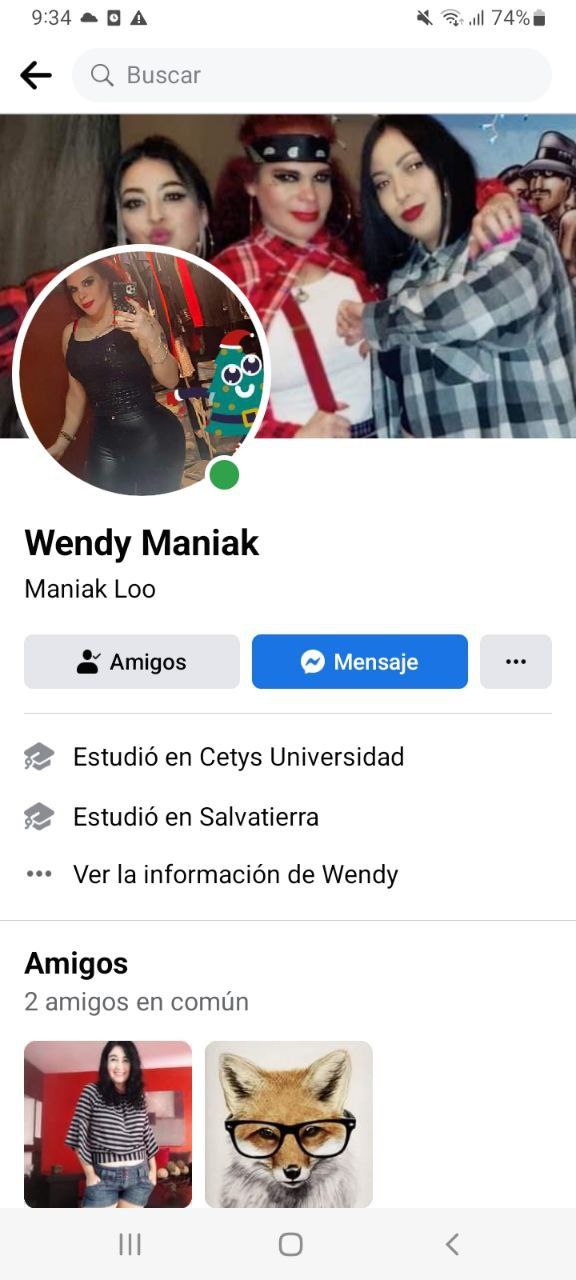 9:34
74%
Buscar
Wendy Maniak
Maniak Loo
Amigos
Mensaje
Estudió en Cetys Universidad
Estudió en Salvatierra
Ver la información de Wendy
Amigos
2 amigos en común